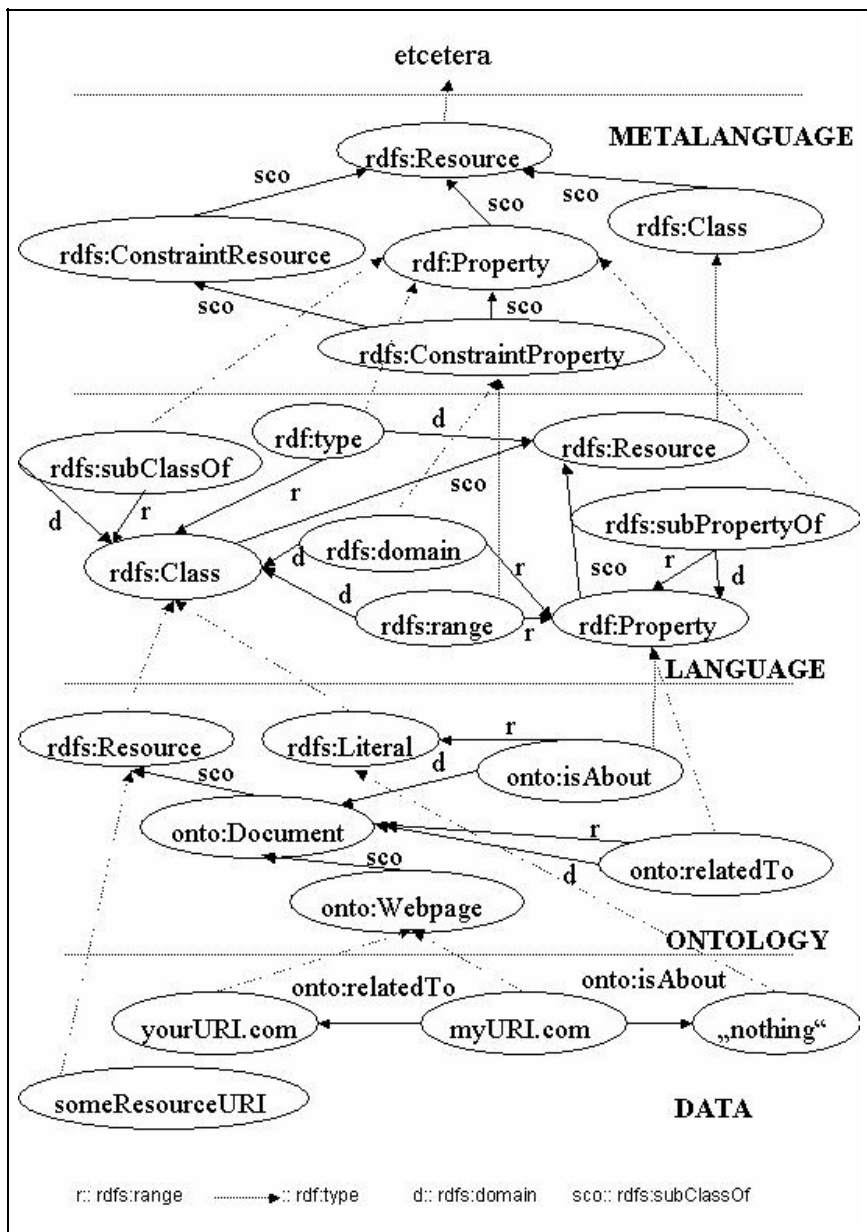 etcetera
METALANGUAGE
rdfs:Resource
sco
sco
sco
rdfs:Class
rdfs:ConstraintResource
rdf:Property
sco
sco
rdfs:ConstraintProperty
rdf:type
d
rdfs:Resource
rdfs:subClassOf
sco
d
r
r
rdfs:subPropertyOf
rdfs:Class
d
rdfs:domain
r
sco
r
d
d
rdfs:range
r
rdf:Property
LANGUAGE
rdfs:Resource
rdfs:Literal
r
sco
d
onto:isAbout
onto:Document
r
sco
d
onto:relatedTo
onto:Webpage
ONTOLOGY
onto:relatedTo
onto:isAbout
yourURI.com
myURI.com
„nothing“
someResourceURI
DATA
r:: rdfs:range :: rdf:type d:: rdfs:domain sco:: rdfs:subClassOf